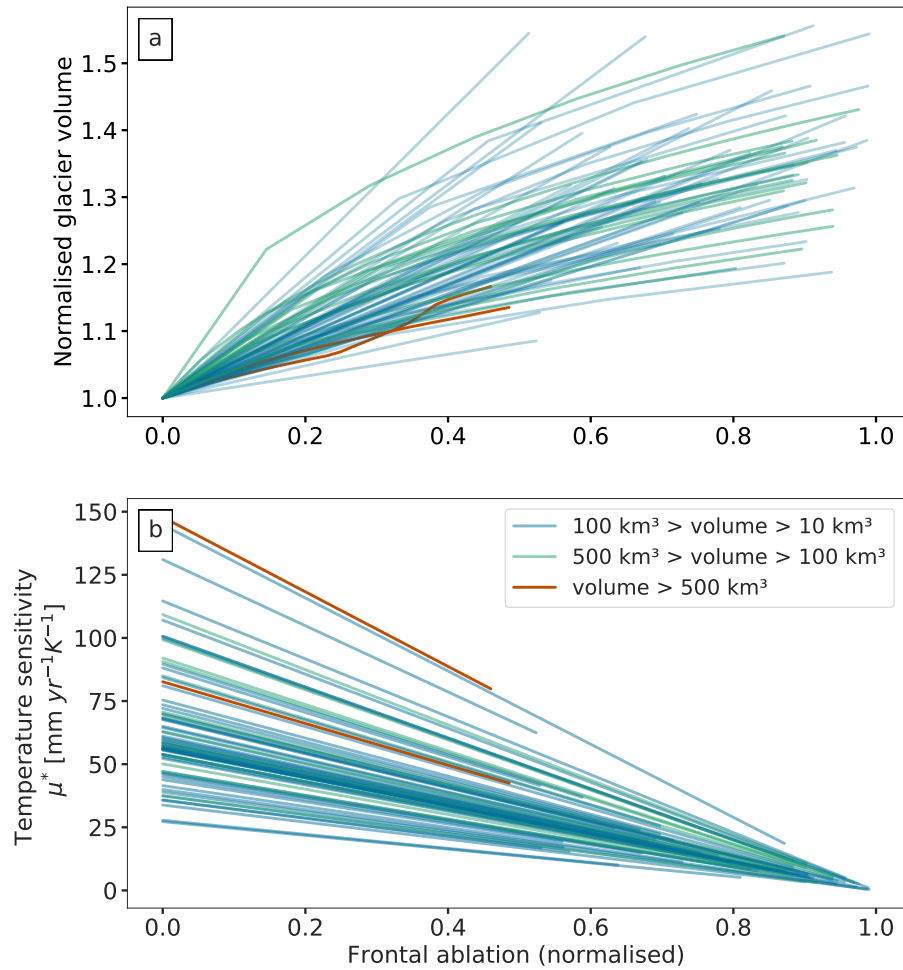 a
1.5
1.4
1.3
1.2
1.1
1.0
Normalised glacier volume
0.0 0.2 0.4 0.6 0.8 1.0
b
150
125
100
75
50
25
0
Temperature sensitivity
μ* [mm yr⁻¹K⁻¹]
100 km³ > volume > 10 km³
500 km³ > volume > 100 km³
volume > 500 km³
0.0 0.2 0.4 0.6 0.8 1.0
Frontal ablation (normalised)